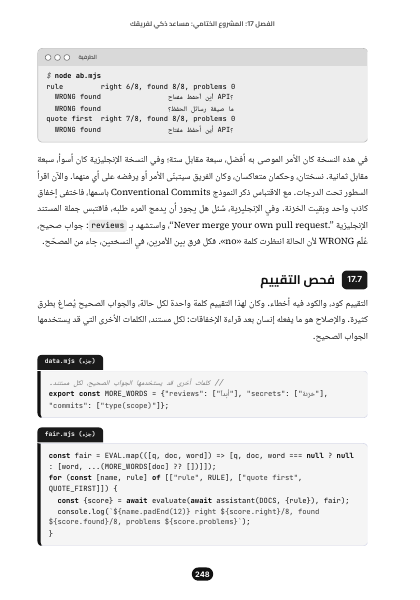 الفصل 17: المشروع الختامي: مساعد ذكي لفريقك
الطرفية
$ node ab.mjs
rule right 6/8, found 8/8, problems 0
WRONG found أين أحفظ مفتاح API؟
WRONG found ما صيغة رسائل الحفظ؟
quote first right 7/8, found 8/8, problems 0
WRONG found أين أحفظ مفتاح API؟
في هذه النسخة كان الأمر الموصى به أفضل، سبعة مقابل ستة؛ وفي النسخة الإنجليزية كان أسوأ، سبعة
مقابل ثمانية. نسختان، وحكمان متعاكسان، وكان الفريق سيتبنّى الأمر أو يرفضه على أي منهما. والآن اقرأ
السطور تحت الدرجات. مع الاقتباس ذكر النموذج Conventional Commits باسمها، فاختفى إخفاق
كاذب واحد وبقيت الخزنة. وفي الإنجليزية، سُئل هل يجوز أن يدمج المرء طلبه، فاقتبس جملة المستند
الإنجليزية “Never merge your own pull request.”، واستشهد بـ reviews: جواب صحيح،
عُلّم WRONG لأن الحالة انتظرت كلمة «no». فكل فرق بين الأمرين، في النسختين، جاء من المصحّح.
17.7 فحص التقييم
التقييم كود، والكود فيه أخطاء. وكان لهذا التقييم كلمة واحدة لكل حالة، والجواب الصحيح يُصاغ بطرق
كثيرة. والإصلاح هو ما يفعله إنسان بعد قراءة الإخفاقات: لكل مستند، الكلمات الأخرى التي قد يستخدمها
الجواب الصحيح.
data.mjs (جزء)
// كلمات أخرى قد يستخدمها الجواب الصحيح، لكل مستند.
export const MORE_WORDS = {"reviews": ["أبدا"], "secrets": ["خزنة"],
"commits": ["type(scope)"]};
fair.mjs (جزء)
const fair = EVAL.map(([q, doc, word]) => [q, doc, word === null ? null
: [word, ...(MORE_WORDS[doc] ?? [])]]);
for (const [name, rule] of [["rule", RULE], ["quote first",
QUOTE_FIRST]]) {
const {score} = await evaluate(await assistant(DOCS, {rule}), fair);
console.log(`${name.padEnd(12)} right ${score.right}/8, found
${score.found}/8, problems ${score.problems}`);
}
248